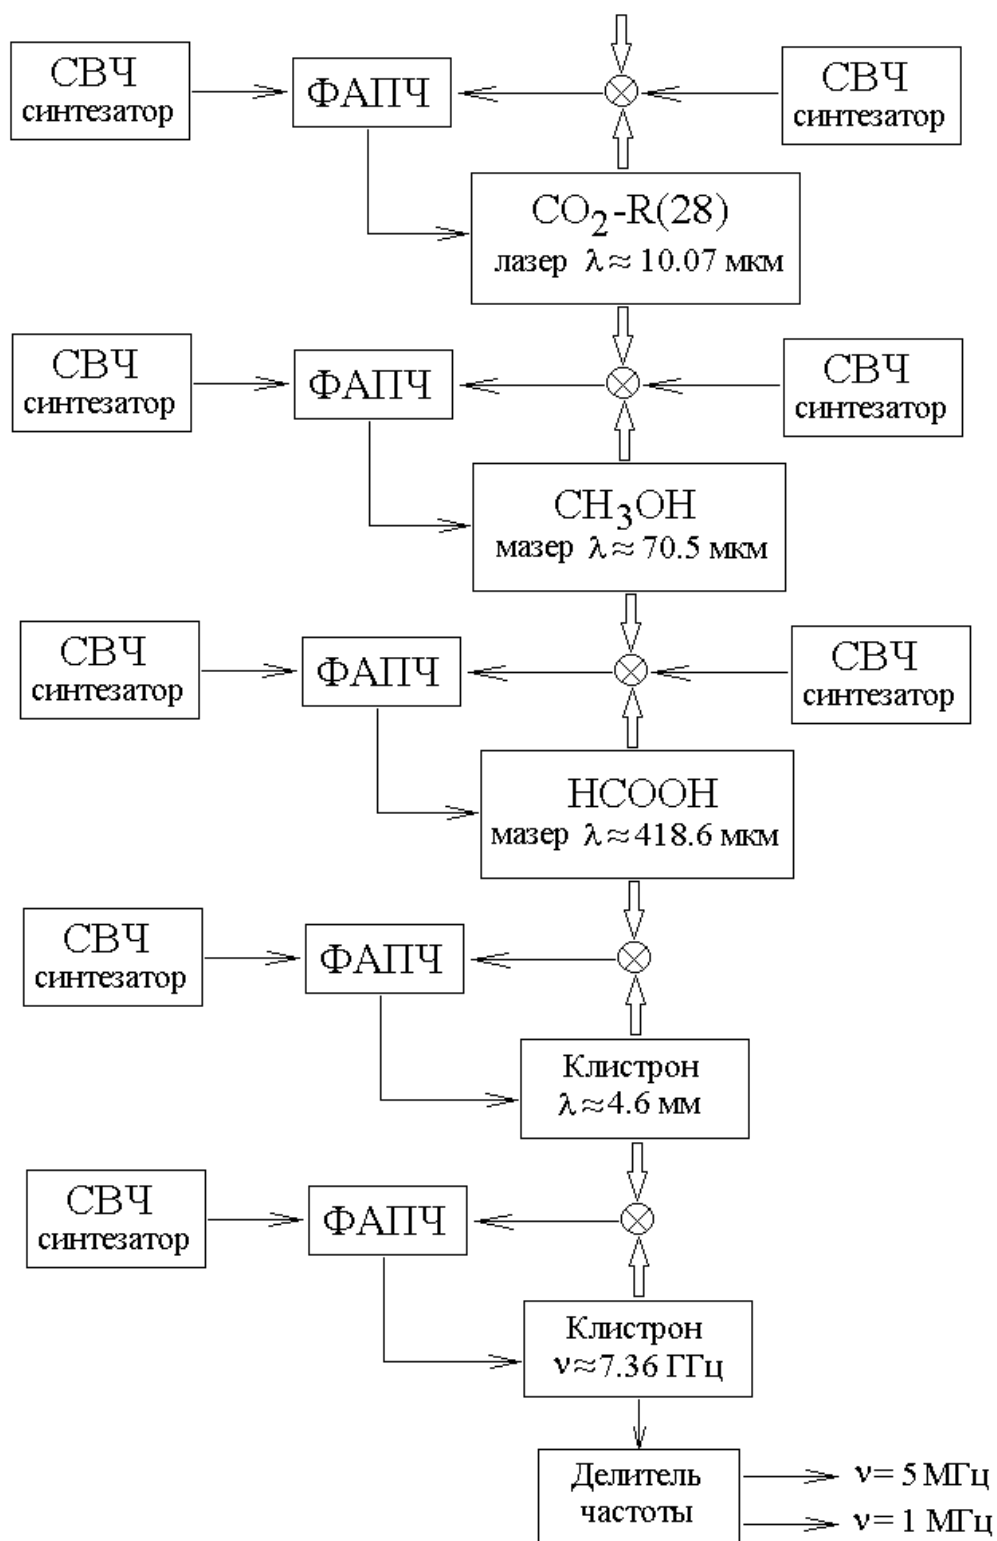 СВЧ
синтезатор
ФАПЧ
СВЧ
синтезатор
CO2-R(28)
лазер λ≈ 10.07 мкм
СВЧ
синтезатор
ФАПЧ
СВЧ
синтезатор
CH3OH
мазер λ≈ 70.5 мкм
СВЧ
синтезатор
ФАПЧ
СВЧ
синтезатор
HCOOH
мазер λ≈418.6 мкм
СВЧ
синтезатор
ФАПЧ
Клистрон
λ≈4.6 мм
СВЧ
синтезатор
ФАПЧ
Клистрон
ν≈7.36 ГГц
Делитель
частоты
ν= 5 МГц
ν= 1 МГц